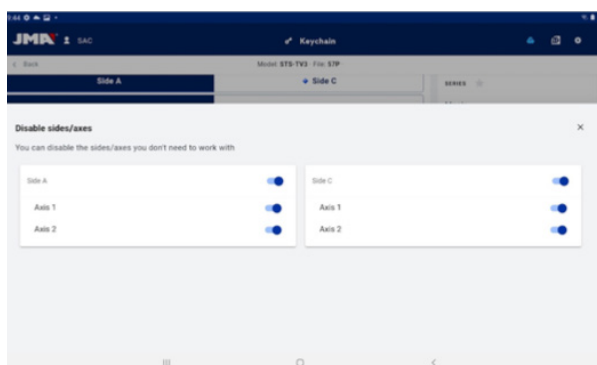 JMA SAC Keychain
Back Model: STS-TV3 · File: S7P
Side A Side C SERIES
Disable sides/axes
You can disable the sides/axes you don't need to work with
Side A Side C
Axis 1 Axis 1
Axis 2 Axis 2